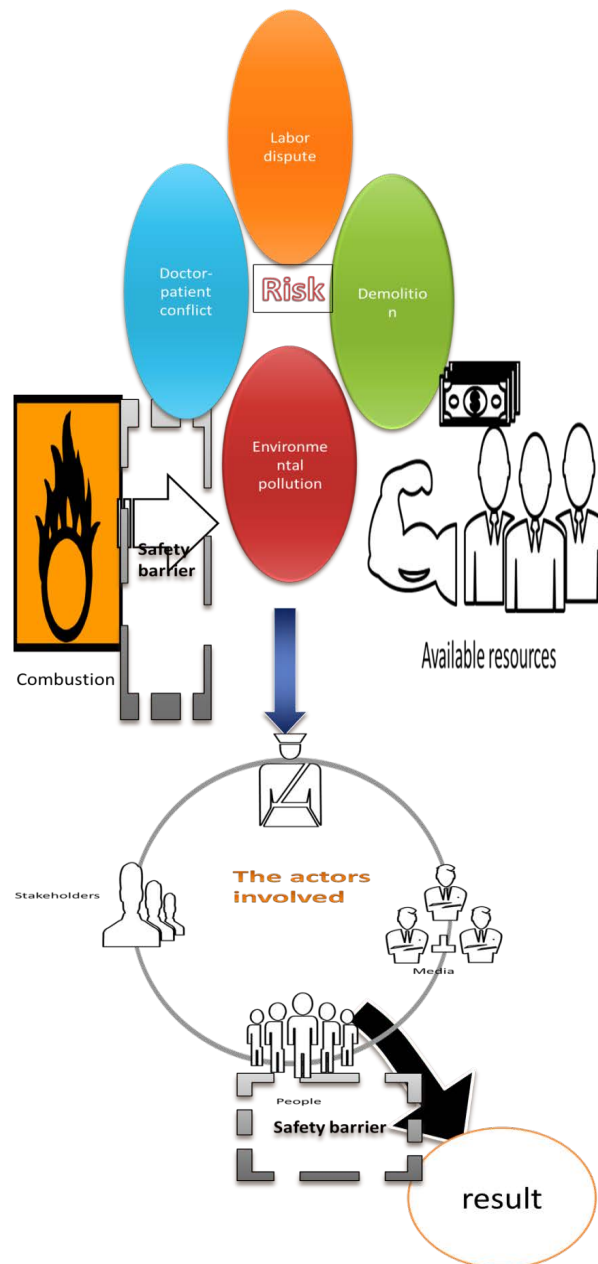 Labor
dispute
Doctor-
patient
conflict
Risk
Demolitio
n
Environme
ntal
pollution
Safety
barrier
Combustion
Available resources
The actors
involved
Stakeholders
Media
People
Safety barrier
result